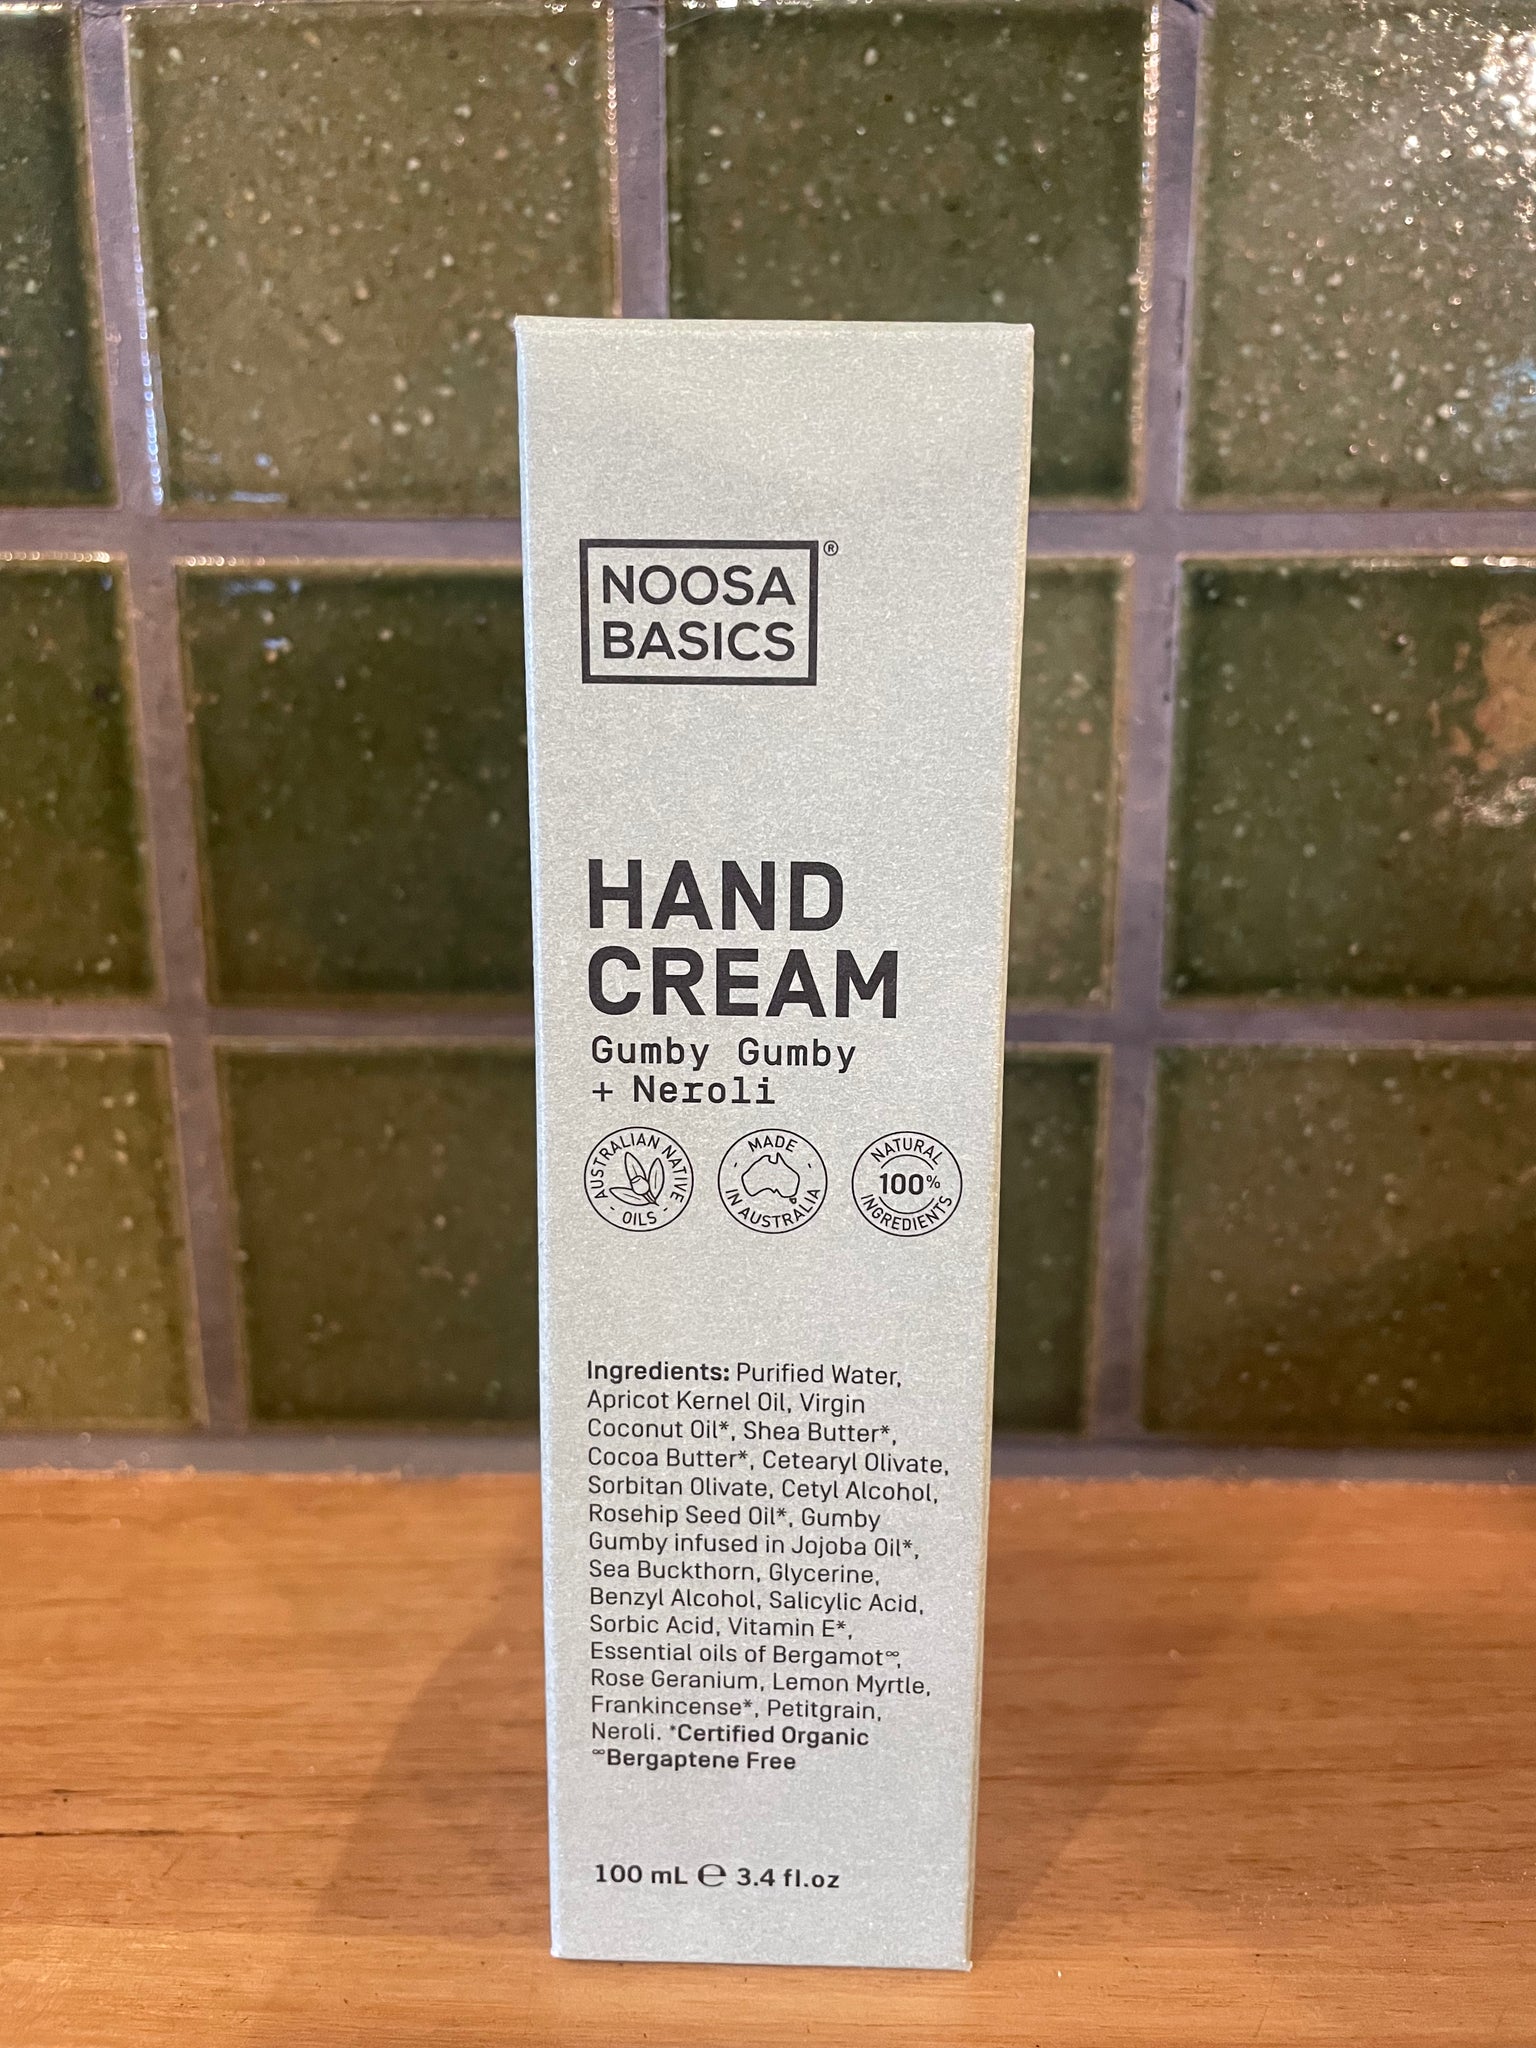 NOOSA
BASICS
®
HAND
CREAM
Gumby Gumby
+ Neroli
AUSTRALIAN NATIVE
- OILS -
- MADE -
IN AUSTRALIA
NATURAL
100%
INGREDIENTS
Ingredients: Purified Water,
Apricot Kernel Oil, Virgin
Coconut Oil*, Shea Butter*,
Cocoa Butter*, Cetearyl Olivate,
Sorbitan Olivate, Cetyl Alcohol,
Rosehip Seed Oil*, Gumby
Gumby infused in Jojoba Oil*,
Sea Buckthorn, Glycerine,
Benzyl Alcohol, Salicylic Acid,
Sorbic Acid, Vitamin E*,
Essential oils of Bergamot∞,
Rose Geranium, Lemon Myrtle,
Frankincense*, Petitgrain,
Neroli. *Certified Organic
∞Bergaptene Free
100 mL ℮ 3.4 fl.oz